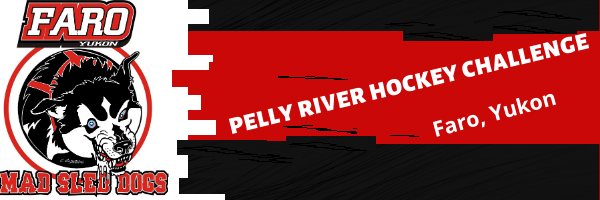 FARO
YUKON
MAD SLED DOGS
PELLY RIVER HOCKEY CHALLENGE
Faro, Yukon